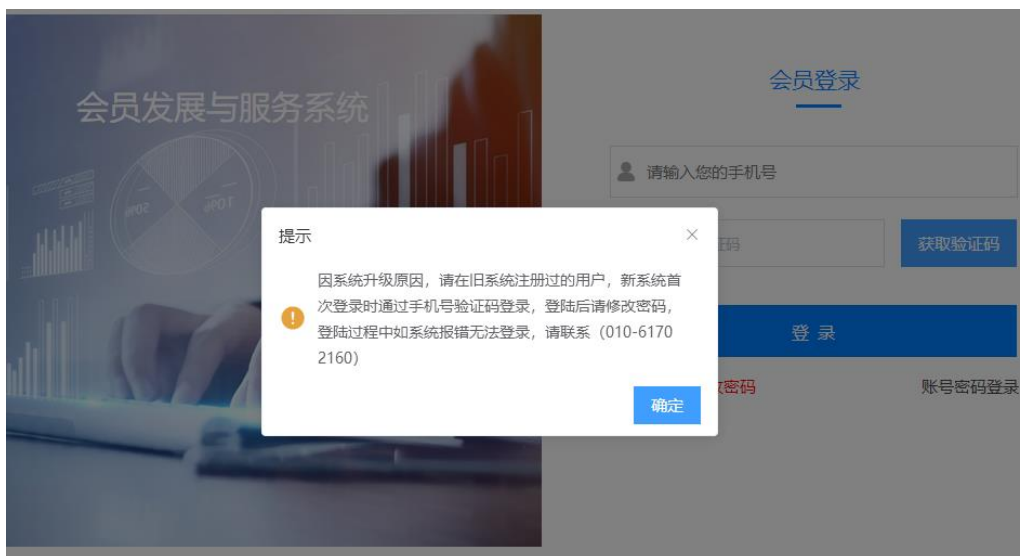 会员发展与服务系统
会员登录
请输入您的手机号
获取验证码
提示
因系统升级原因，请在旧系统注册过的用户，新系统首
次登录时通过手机号验证码登录，登陆后请修改密码，
登陆过程中如系统报错无法登录，请联系（010-6170
2160）
确定
登 录
密码
账号密码登录